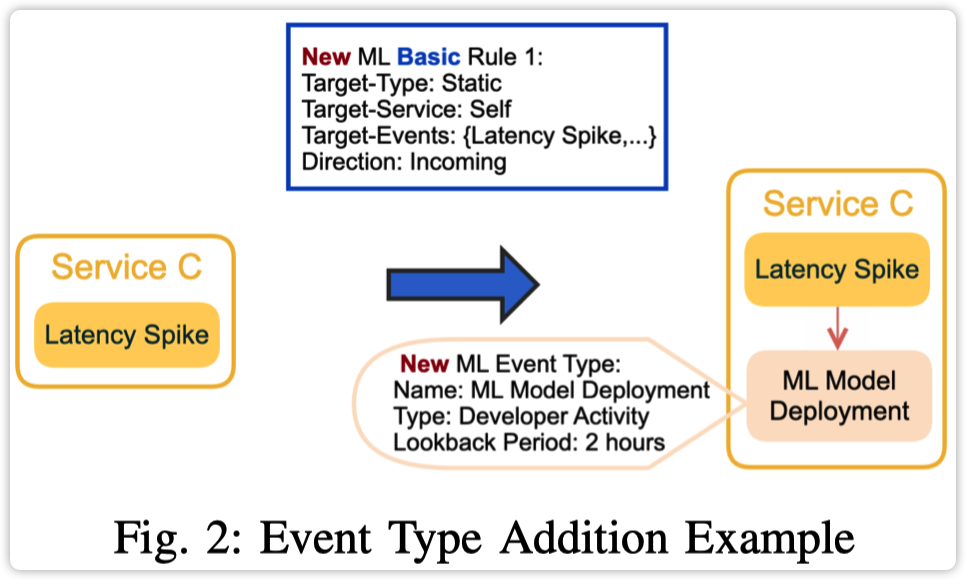 New ML Basic Rule 1:
Target-Type: Static
Target-Service: Self
Target-Events: {Latency Spike,...}
Direction: Incoming
Service C
Latency Spike
New ML Event Type:
Name: ML Model Deployment
Type: Developer Activity
Lookback Period: 2 hours
Service C
Latency Spike
ML Model
Deployment
Fig. 2: Event Type Addition Example